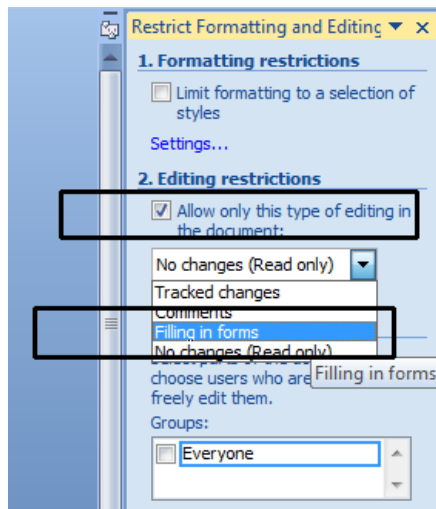 Restrict Formatting and Editing
1. Formatting restrictions
Limit formatting to a selection of
styles
Settings...
2. Editing restrictions
Allow only this type of editing in
the document:
No changes (Read only)
Tracked changes
Comments
Filling in forms
No changes (Read only)
Filling in forms
choose users who are
freely edit them.
Groups:
Everyone